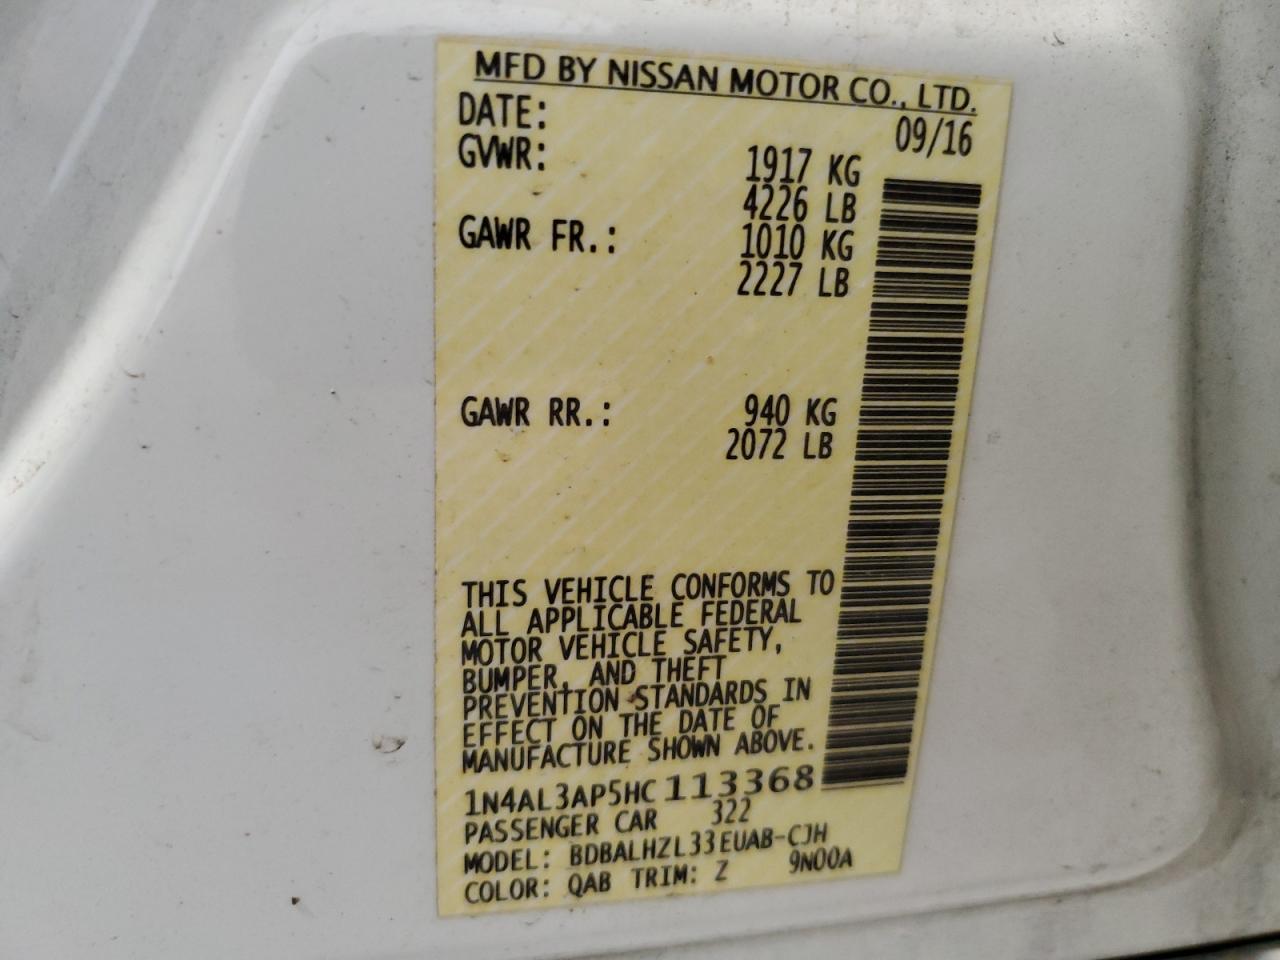 MFD BY NISSAN MOTOR CO., LTD.
DATE: 09/16
GVWR: 1917 KG
4226 LB
GAWR FR.: 1010 KG
2227 LB
GAWR RR.: 940 KG
2072 LB
THIS VEHICLE CONFORMS TO
ALL APPLICABLE FEDERAL
MOTOR VEHICLE SAFETY,
BUMPER, AND THEFT
PREVENTION STANDARDS IN
EFFECT ON THE DATE OF
MANUFACTURE SHOWN ABOVE.
1N4AL3AP5HC113368
PASSENGER CAR 322
MODEL: BDBALHZL33EUAB-CJH
COLOR: QAB TRIM: Z 9N00A